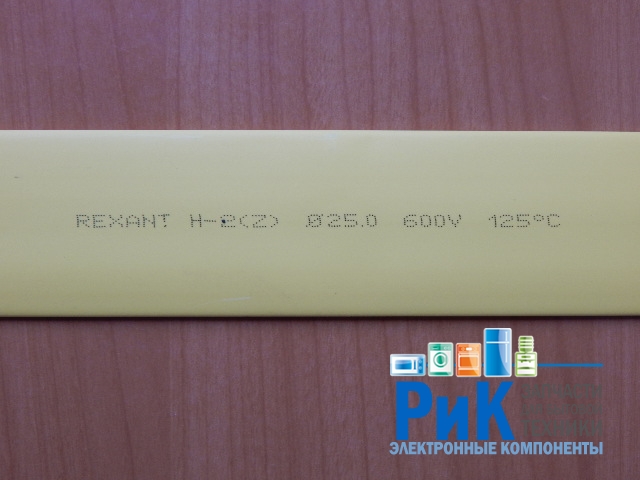 REXANT H-2(Z) Ø25.0 600V 125°C
РиК
ЭЛЕКТРОННЫЕ КОМПОНЕНТЫ